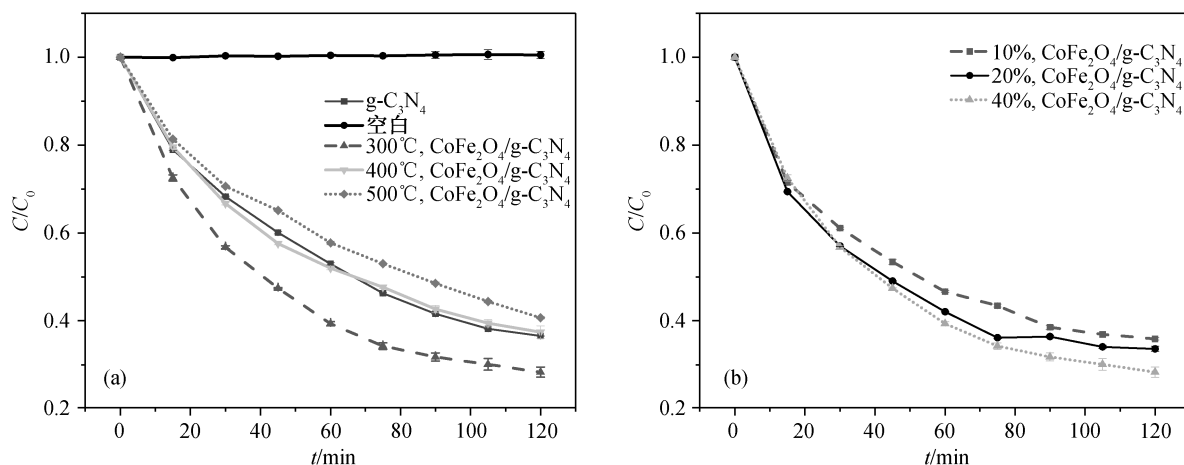 1.0
0.8
0.6
0.4
0.2
C/C₀
g-C₃N₄
空白
300℃, CoFe₂O₄/g-C₃N₄
400℃, CoFe₂O₄/g-C₃N₄
500℃, CoFe₂O₄/g-C₃N₄
(a)
0 20 40 60 80 100 120
t/min
1.0
0.8
0.6
0.4
0.2
C/C₀
10%, CoFe₂O₄/g-C₃N₄
20%, CoFe₂O₄/g-C₃N₄
40%, CoFe₂O₄/g-C₃N₄
(b)
0 20 40 60 80 100 120
t/min